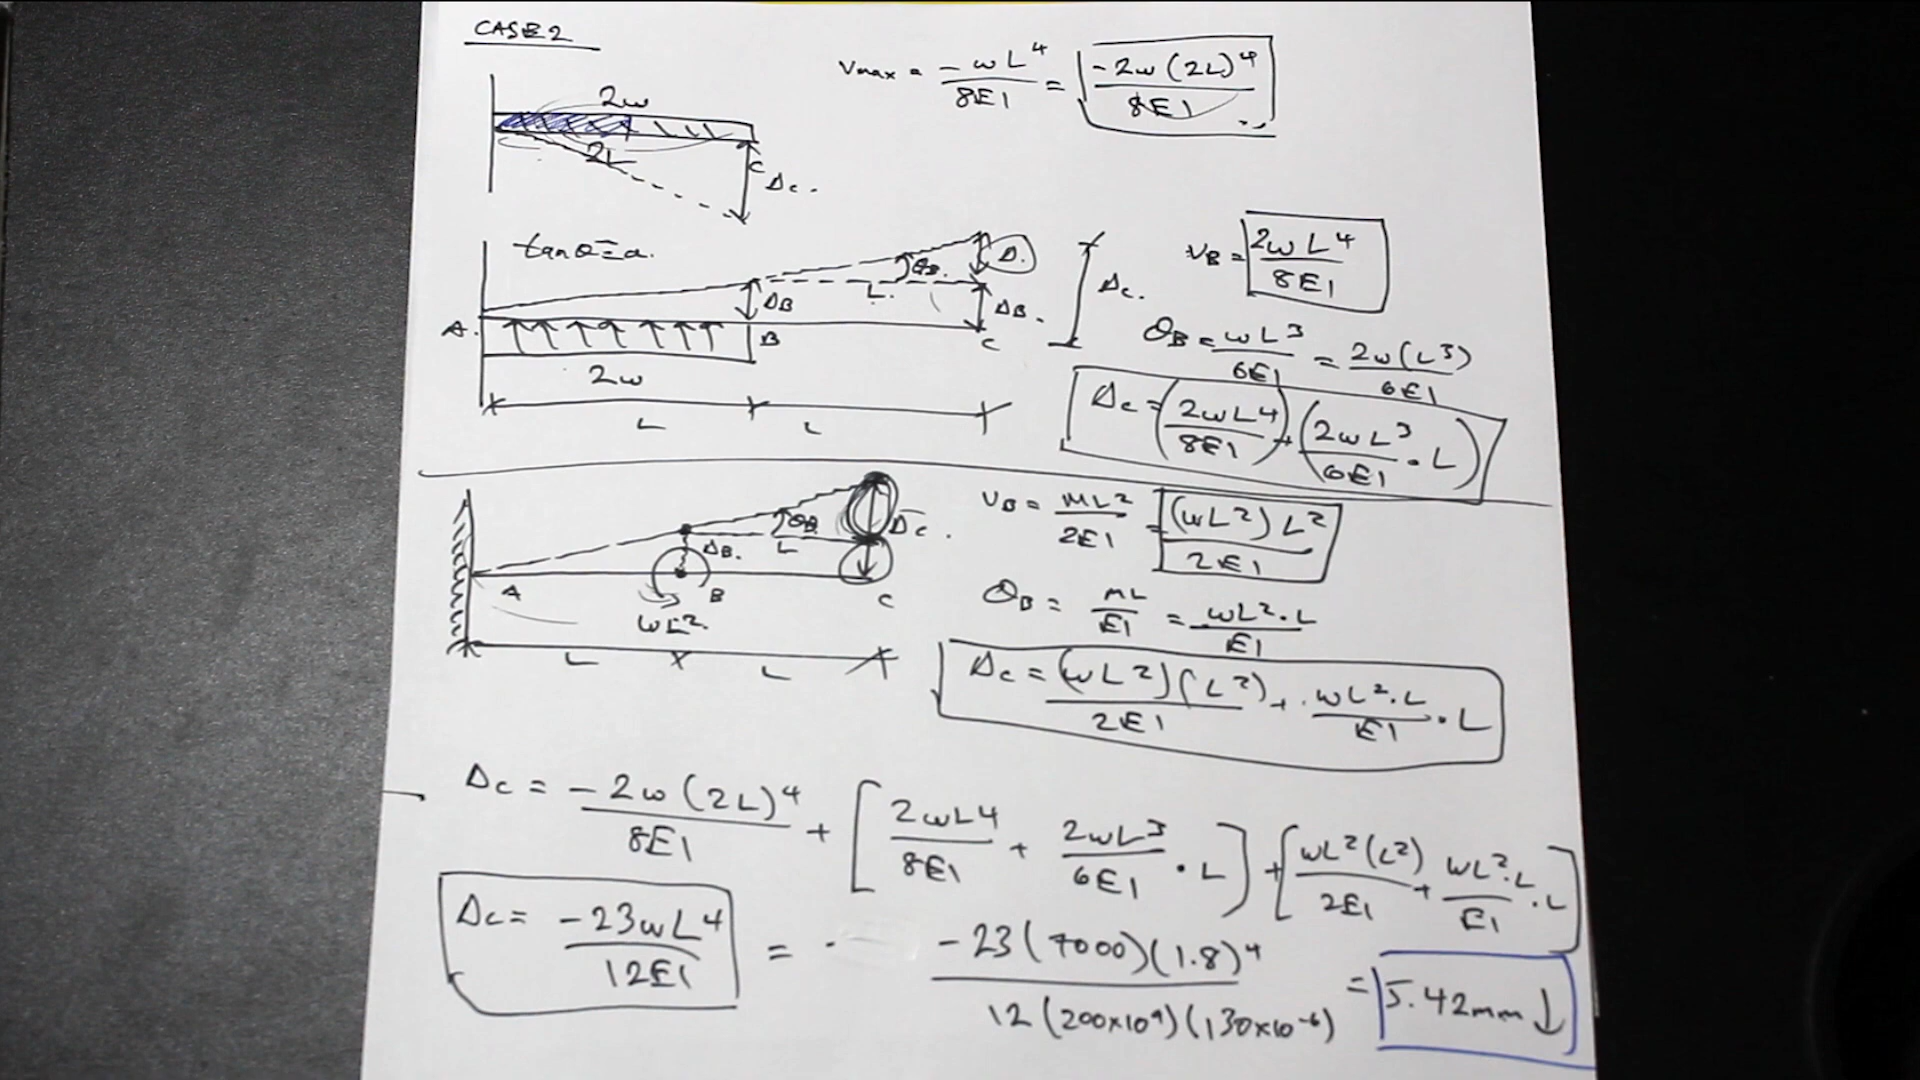 CASE 2
Vmax = -wL⁴/8EI = -2w(2L)⁴/8EI
2w
2L
C
Δc.
tanθ=a.
VB = 2wL⁴/8EI
Δ.
θB.
L.
Δc.
ΔB
ΔB.
A.
B
C
θB = wL³/6EI = 2w(L³)/6EI
2w
L
L
Δc = (2wL⁴/8EI) + (2wL³/6EI · L)
VB = ML²/2EI = (wL²)L²/2EI
θB
Δc.
ΔB.
L
A
B
C
wL².
θB = ML/EI = wL²·L/EI
L
L
Δc = (wL²)(L²)/2EI + wL²·L/EI · L
Δc = -2w(2L)⁴/8EI + [2wL⁴/8EI + 2wL³/6EI · L] + [wL²(L²)/2EI + wL²·L/EI · L]
Δc = -23wL⁴/12EI = -23(7000)(1.8)⁴/12(200x10⁹)(130x10⁻⁶) = 5.42mm↓